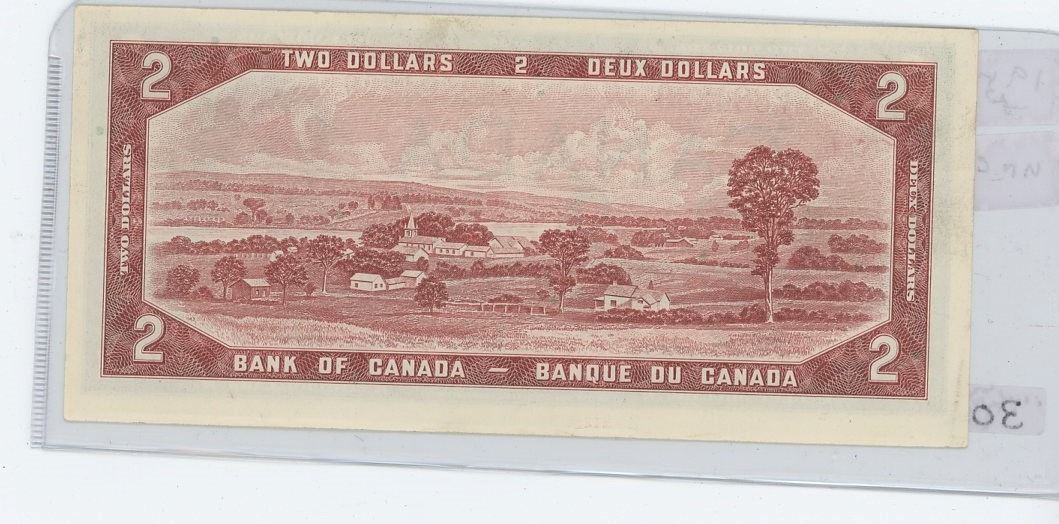 2 TWO DOLLARS 2 DEUX DOLLARS 2
TWO DOLLARS
DEUX DOLLARS
2 BANK OF CANADA — BANQUE DU CANADA 2
30